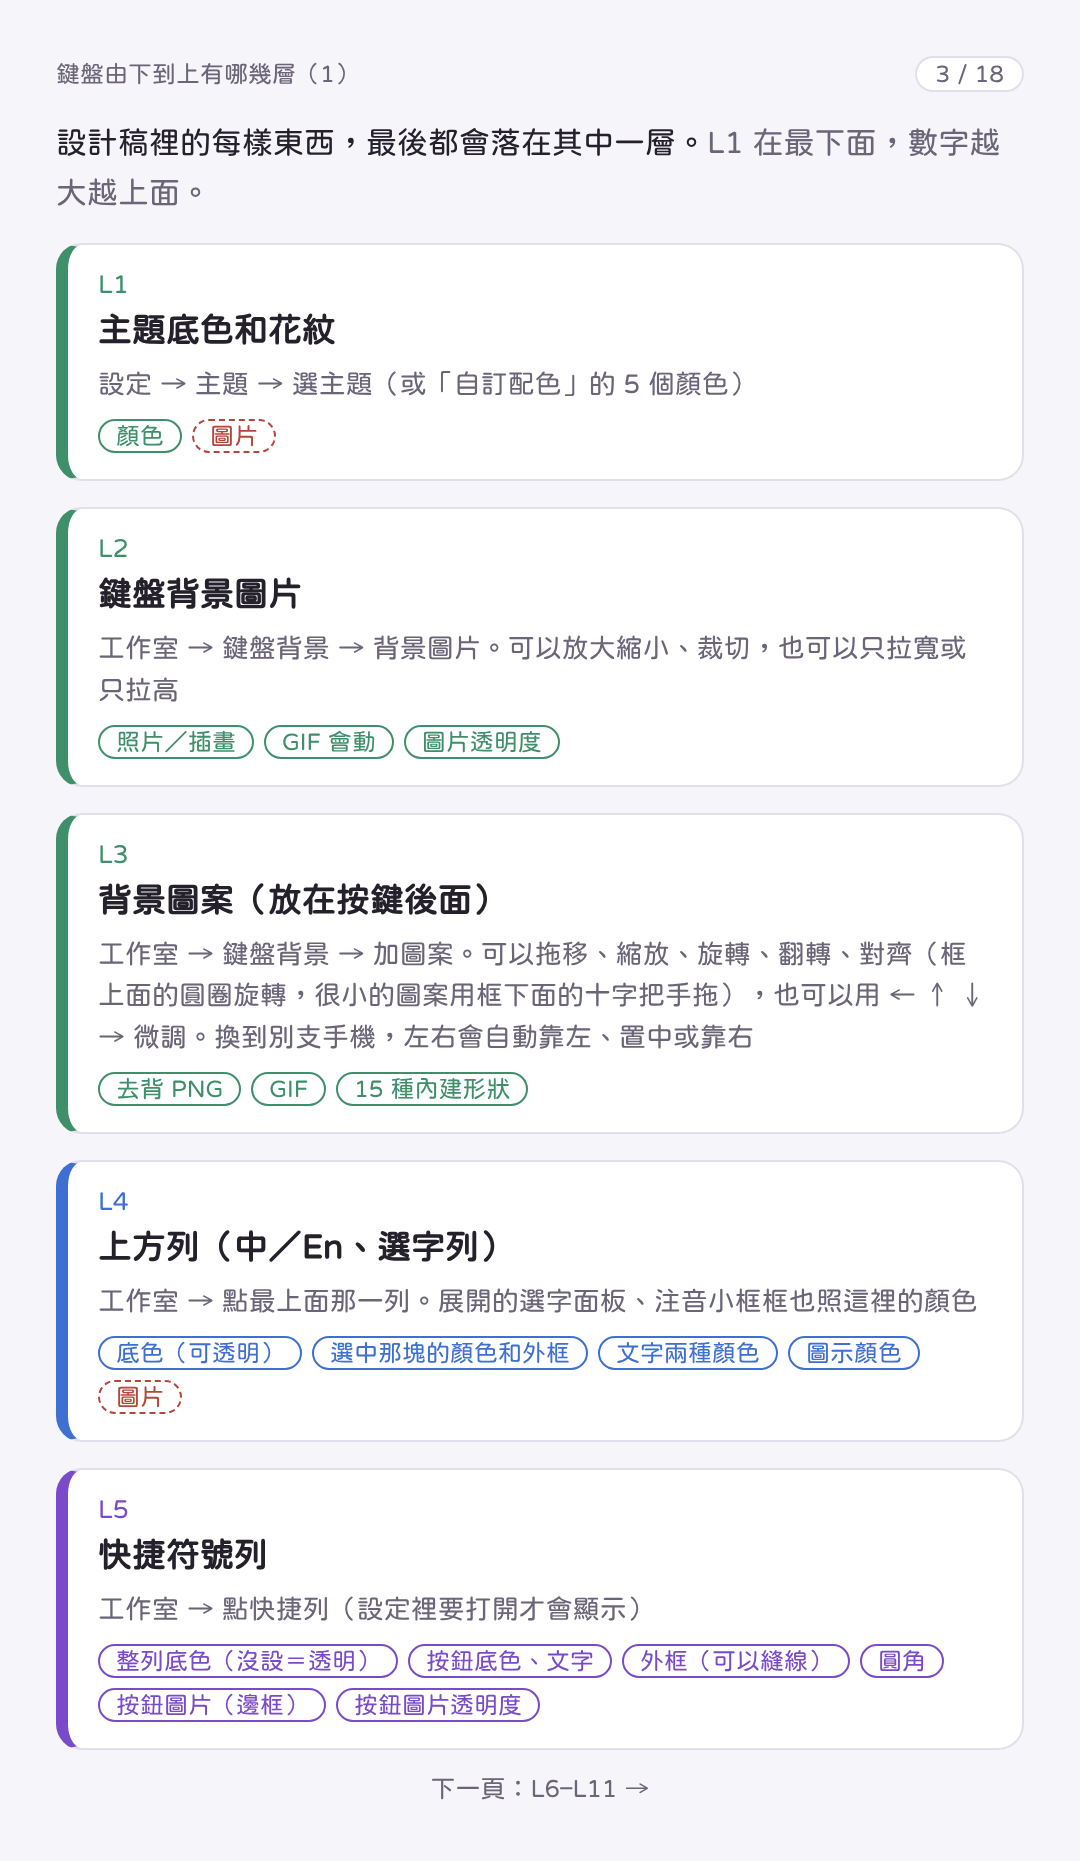 鍵盤由下到上有哪幾層（1）
3 / 18
設計稿裡的每樣東西，最後都會落在其中一層。L1 在最下面，數字越
大越上面。
L1
主題底色和花紋
設定 → 主題 → 選主題（或「自訂配色」的 5 個顏色）
顏色 圖片
L2
鍵盤背景圖片
工作室 → 鍵盤背景 → 背景圖片。可以放大縮小、裁切，也可以只拉寬或
只拉高
照片／插畫 GIF 會動 圖片透明度
L3
背景圖案（放在按鍵後面）
工作室 → 鍵盤背景 → 加圖案。可以拖移、縮放、旋轉、翻轉、對齊（框
上面的圓圈旋轉，很小的圖案用框下面的十字把手拖），也可以用 ← ↑ ↓
→ 微調。換到別支手機，左右會自動靠左、置中或靠右
去背 PNG GIF 15 種內建形狀
L4
上方列（中／En、選字列）
工作室 → 點最上面那一列。展開的選字面板、注音小框框也照這裡的顏色
底色（可透明） 選中那塊的顏色和外框 文字兩種顏色 圖示顏色
圖片
L5
快捷符號列
工作室 → 點快捷列（設定裡要打開才會顯示）
整列底色（沒設＝透明） 按鈕底色、文字 外框（可以縫線） 圓角
按鈕圖片（邊框） 按鈕圖片透明度
下一頁：L6–L11 →